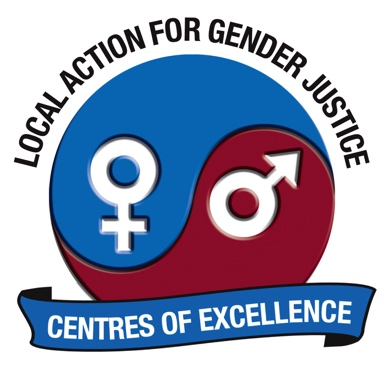 LOCAL ACTION FOR GENDER JUSTICE
CENTRES OF EXCELLENCE